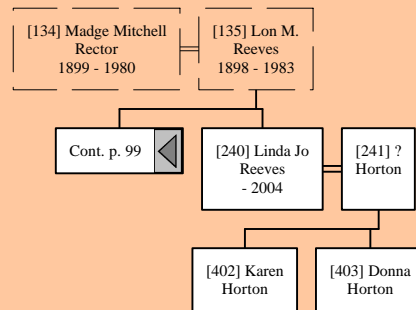 [134] Madge Mitchell
Rector
1899 - 1980
[135] Lon M.
Reeves
1898 - 1983
Cont. p. 99
[240] Linda Jo
Reeves
- 2004
[241] ?
Horton
[402] Karen
Horton
[403] Donna
Horton